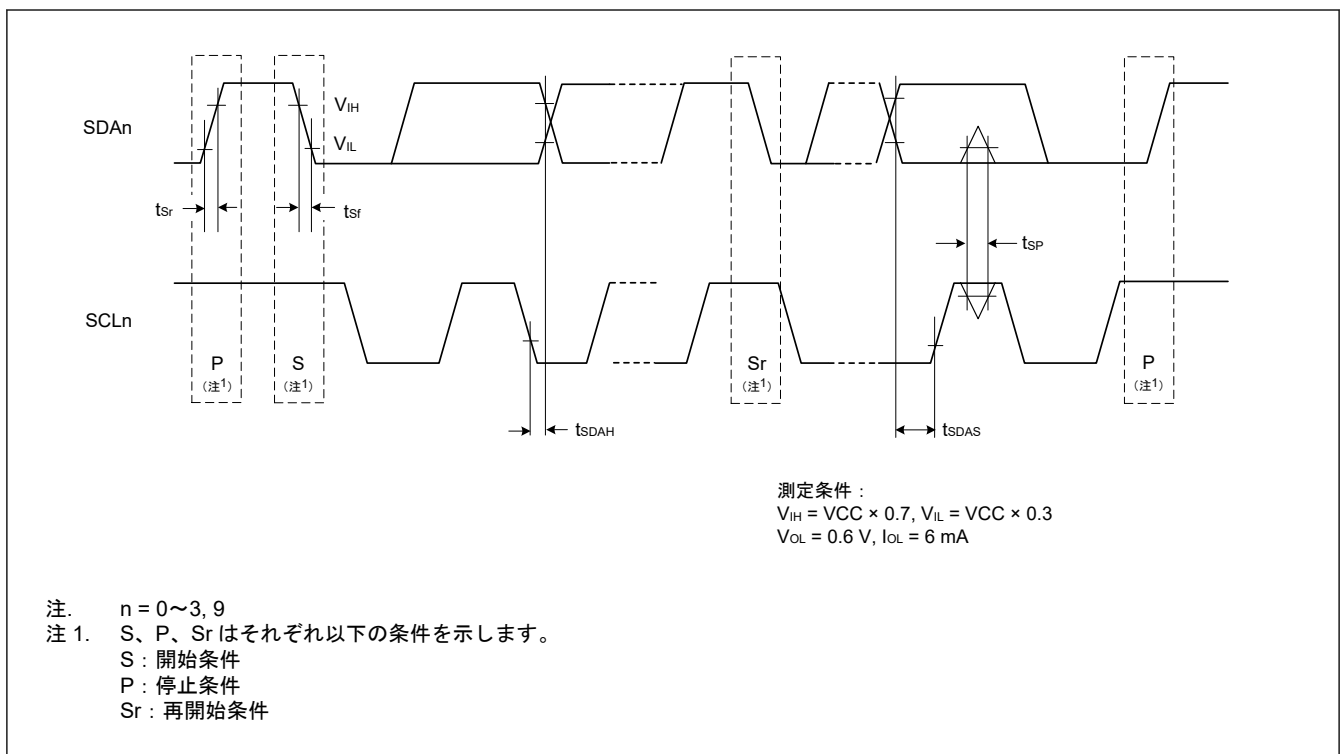 SDAn
VIH
VIL
tSr
tSf
tSP
SCLn
P
(注1)
S
(注1)
Sr
(注1)
P
(注1)
tSDAH
tSDAS
測定条件：
VIH = VCC × 0.7, VIL = VCC × 0.3
VOL = 0.6 V, IOL = 6 mA
注. n = 0～3, 9
注 1. S、P、Sr はそれぞれ以下の条件を示します。
S：開始条件
P：停止条件
Sr：再開始条件